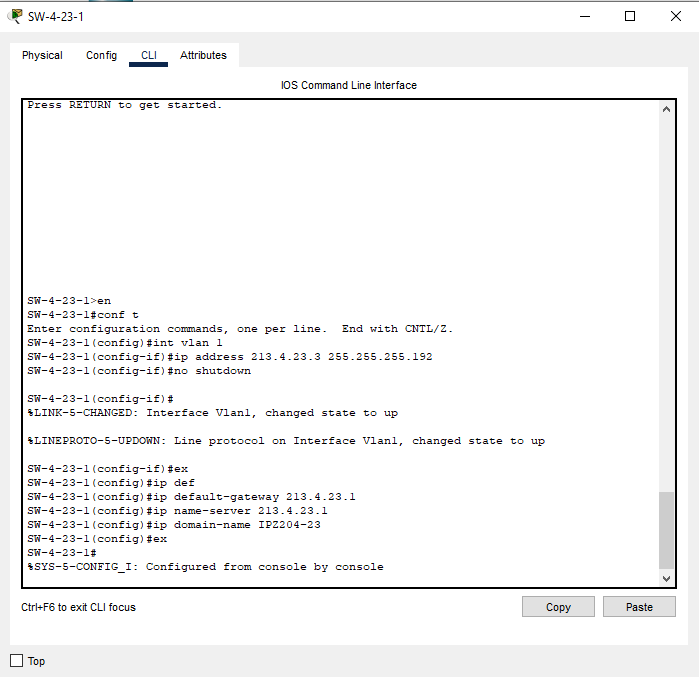 SW-4-23-1
Physical Config CLI Attributes
IOS Command Line Interface
Press RETURN to get started.
SW-4-23-1>en
SW-4-23-1#conf t
Enter configuration commands, one per line.  End with CNTL/Z.
SW-4-23-1(config)#int vlan 1
SW-4-23-1(config-if)#ip address 213.4.23.3 255.255.255.192
SW-4-23-1(config-if)#no shutdown
SW-4-23-1(config-if)#
%LINK-5-CHANGED: Interface Vlan1, changed state to up
%LINEPROTO-5-UPDOWN: Line protocol on Interface Vlan1, changed state to up
SW-4-23-1(config-if)#ex
SW-4-23-1(config)#ip def
SW-4-23-1(config)#ip default-gateway 213.4.23.1
SW-4-23-1(config)#ip name-server 213.4.23.1
SW-4-23-1(config)#ip domain-name IPZ204-23
SW-4-23-1(config)#ex
SW-4-23-1#
%SYS-5-CONFIG_I: Configured from console by console
Ctrl+F6 to exit CLI focus
Copy Paste
Top